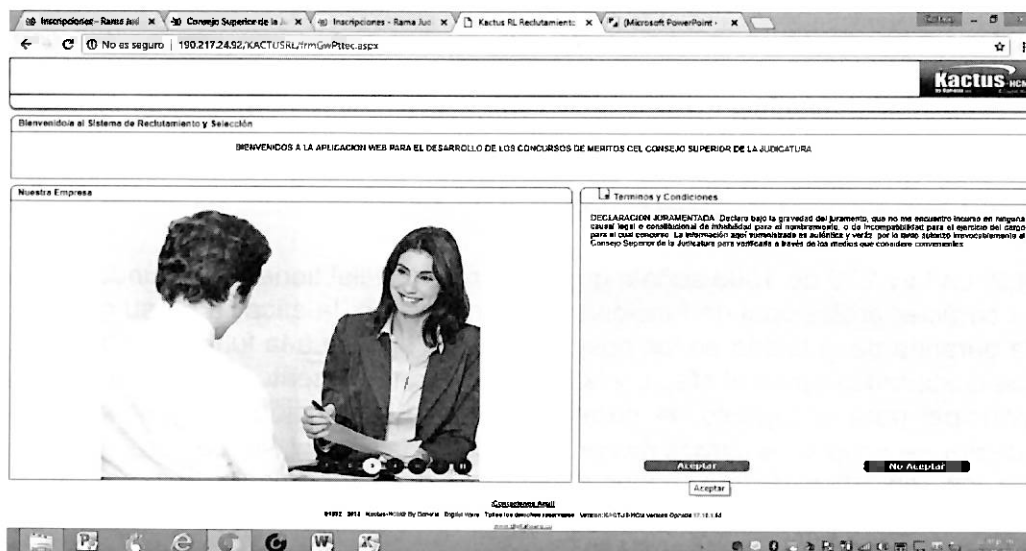 Inscripciones - Rama Jud
Consejo Superior de la J
Inscripciones - Rama Jud
Kactus RL Reclutamiento
(Microsoft PowerPoint -
No es seguro | 190.217.24.92/KACTUSRL/frmGwPttec.aspx
Kactus-HCM
Bienvenido/a al Sistema de Reclutamiento y Selección
BIENVENIDOS A LA APLICACION WEB PARA EL DESARROLLO DE LOS CONCURSOS DE MERITOS DEL CONSEJO SUPERIOR DE LA JUDICATURA
Nuestra Empresa
Terminos y Condiciones
DECLARACION JURAMENTADA. Declaro bajo la gravedad del juramento, que no me encuentro incurso en ninguna
causal legal o constitucional de inhabilidad para el nombramiento, o de incompatibilidad para el ejercicio del cargo
para el cual concurso. La información aquí suministrada es auténtica y veráz, por lo tanto autorizo irrevocablemente al
Consejo Superior de la Judicatura para verificarla a través de los medios que considere convenientes
Aceptar
No Aceptar
Aceptar
Contactenos Aquí